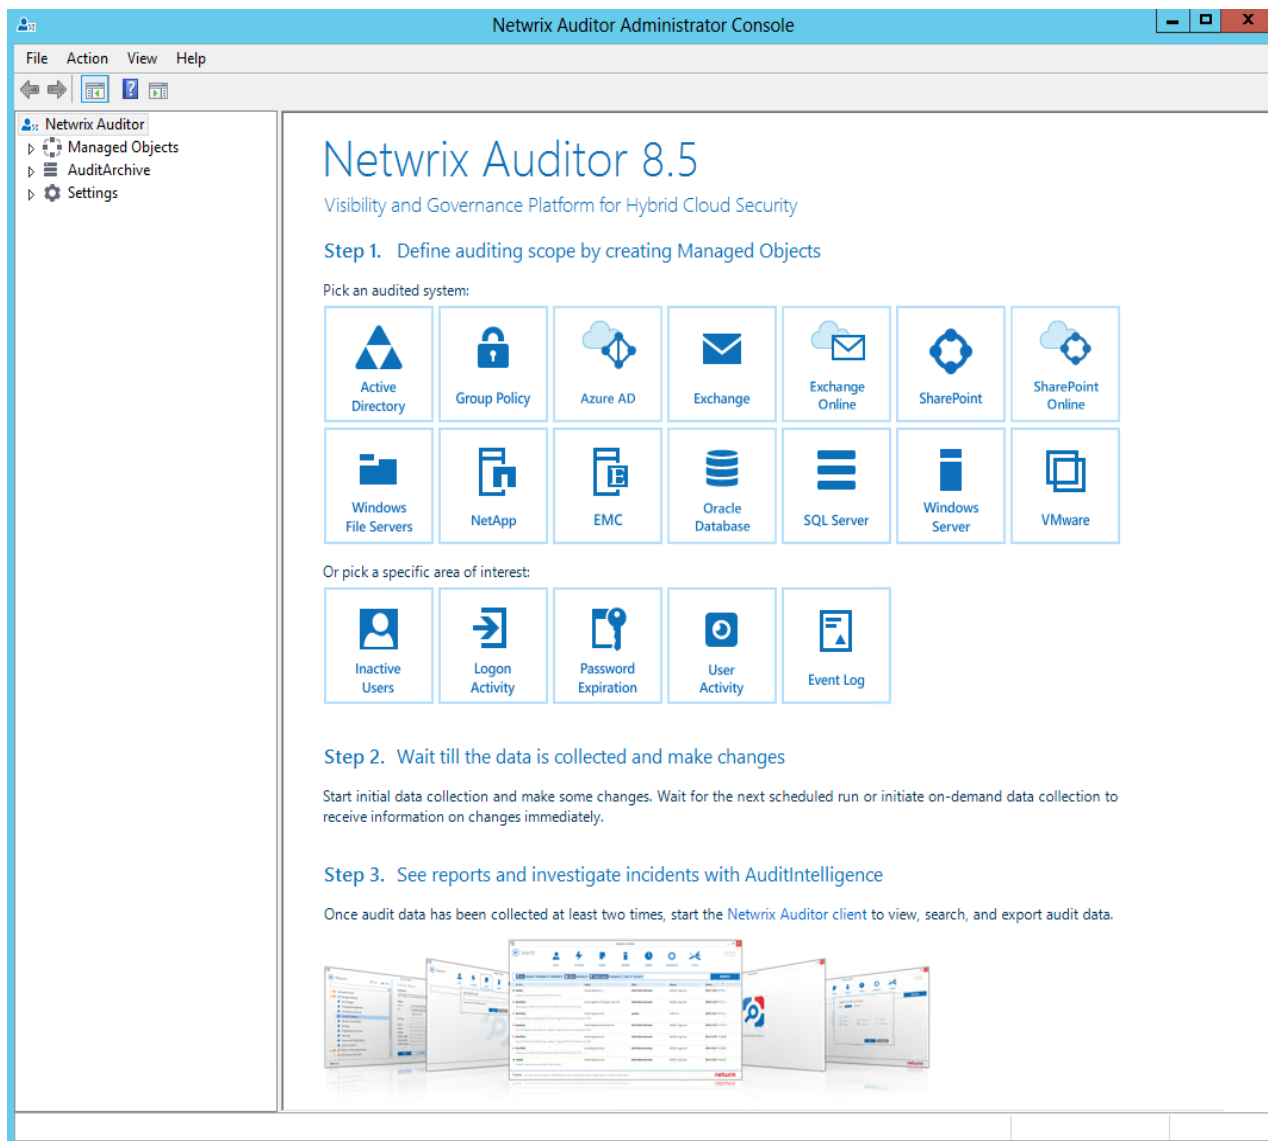 Netwrix Auditor Administrator Console
File Action View Help
Netwrix Auditor
Managed Objects
AuditArchive
Settings
Netwrix Auditor 8.5
Visibility and Governance Platform for Hybrid Cloud Security
Step 1. Define auditing scope by creating Managed Objects
Pick an audited system:
Active Directory
Group Policy
Azure AD
Exchange
Exchange Online
SharePoint
SharePoint Online
Windows File Servers
NetApp
EMC
Oracle Database
SQL Server
Windows Server
VMware
Or pick a specific area of interest:
Inactive Users
Logon Activity
Password Expiration
User Activity
Event Log
Step 2. Wait till the data is collected and make changes
Start initial data collection and make some changes. Wait for the next scheduled run or initiate on-demand data collection to
receive information on changes immediately.
Step 3. See reports and investigate incidents with AuditIntelligence
Once audit data has been collected at least two times, start the Netwrix Auditor client to view, search, and export audit data.
Search
netwrix